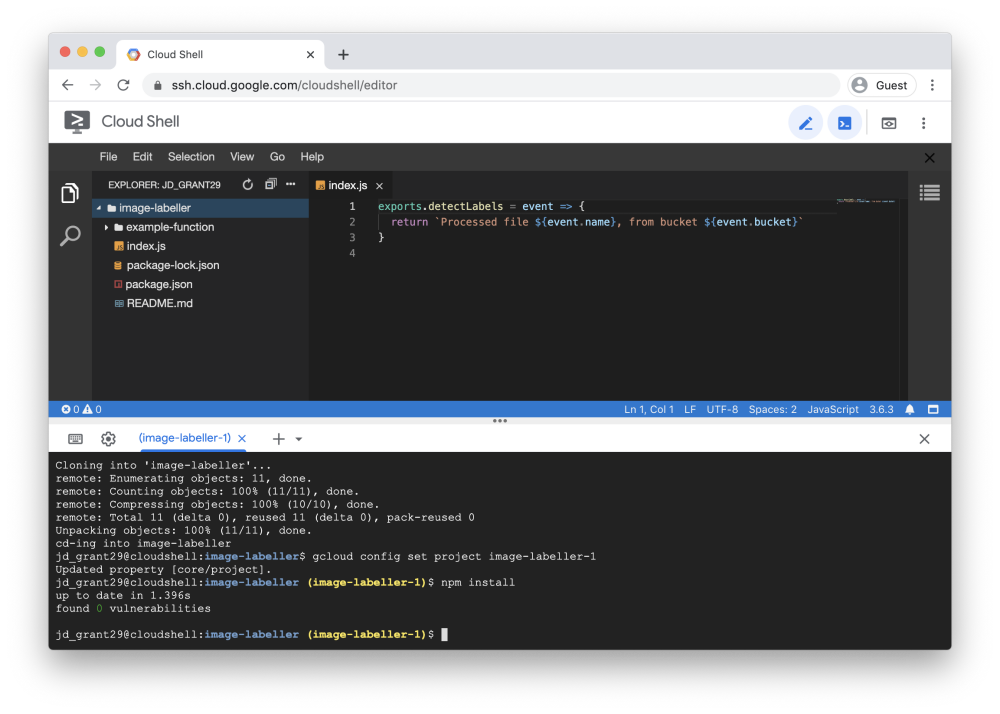 Cloud Shell
ssh.cloud.google.com/cloudshell/editor
Guest
Cloud Shell
File Edit Selection View Go Help
EXPLORER: JD_GRANT29
index.js
image-labeller
example-function
index.js
package-lock.json
package.json
README.md
1 exports.detectLabels = event => {
2 return `Processed file ${event.name}, from bucket ${event.bucket}`
3 }
4
0 0 Ln 1, Col 1 LF UTF-8 Spaces: 2 JavaScript 3.6.3
(image-labeller-1)
Cloning into 'image-labeller'...
remote: Enumerating objects: 11, done.
remote: Counting objects: 100% (11/11), done.
remote: Compressing objects: 100% (10/10), done.
remote: Total 11 (delta 0), reused 11 (delta 0), pack-reused 0
Unpacking objects: 100% (11/11), done.
cd-ing into image-labeller
jd_grant29@cloudshell:image-labeller$ gcloud config set project image-labeller-1
Updated property [core/project].
jd_grant29@cloudshell:image-labeller (image-labeller-1)$ npm install
up to date in 1.396s
found 0 vulnerabilities
jd_grant29@cloudshell:image-labeller (image-labeller-1)$